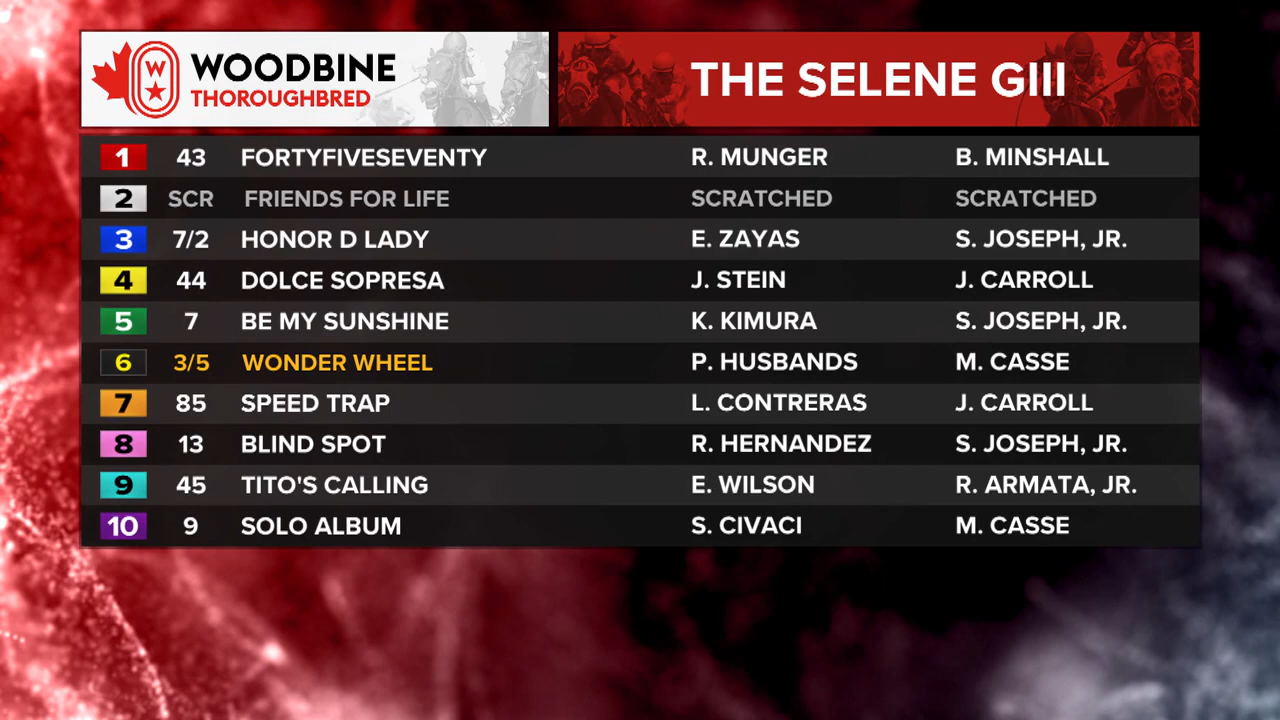 WOODBINE
THOROUGHBRED
THE SELENE GIII
1 43 FORTYFIVESEVENTY R. MUNGER B. MINSHALL
2 SCR FRIENDS FOR LIFE SCRATCHED SCRATCHED
3 7/2 HONOR D LADY E. ZAYAS S. JOSEPH, JR.
4 44 DOLCE SOPRESA J. STEIN J. CARROLL
5 7 BE MY SUNSHINE K. KIMURA S. JOSEPH, JR.
6 3/5 WONDER WHEEL P. HUSBANDS M. CASSE
7 85 SPEED TRAP L. CONTRERAS J. CARROLL
8 13 BLIND SPOT R. HERNANDEZ S. JOSEPH, JR.
9 45 TITO'S CALLING E. WILSON R. ARMATA, JR.
10 9 SOLO ALBUM S. CIVACI M. CASSE